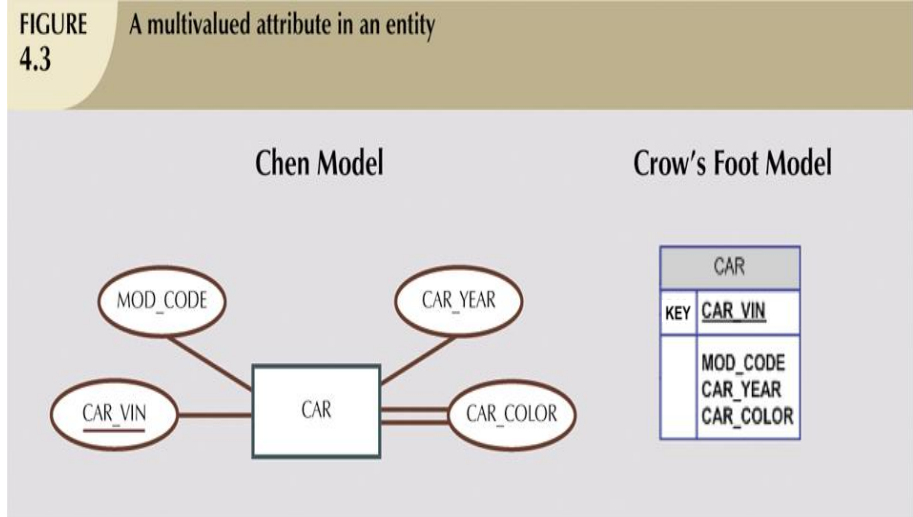 FIGURE
4.3
A multivalued attribute in an entity
Chen Model
Crow's Foot Model
MOD_CODE
CAR_YEAR
CAR_VIN
CAR
CAR_COLOR
CAR
KEY CAR_VIN
MOD_CODE
CAR_YEAR
CAR_COLOR